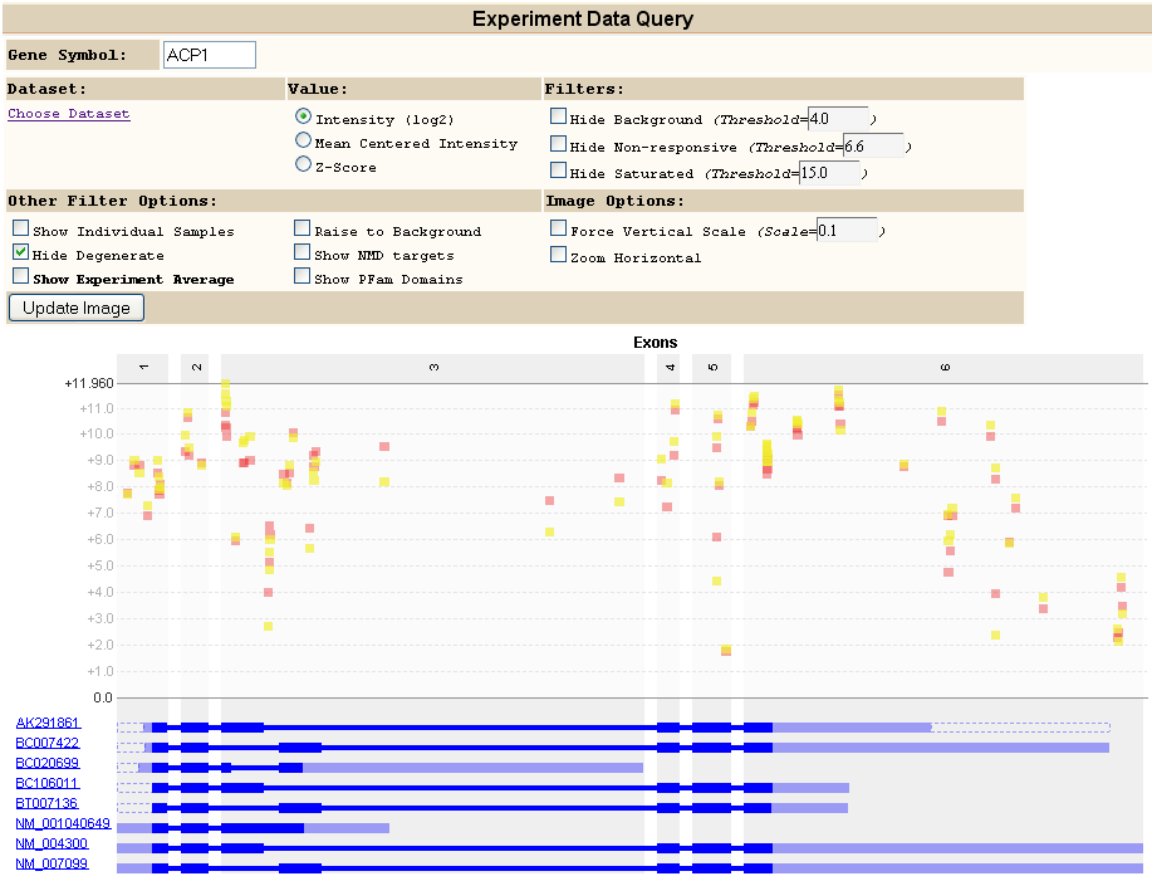 Experiment Data Query
Gene Symbol: ACP1
Dataset: Value: Filters:
Choose Dataset Intensity (log2) Hide Background (Threshold=4.0 )
Mean Centered Intensity Hide Non-responsive (Threshold=6.6 )
Z-Score Hide Saturated (Threshold=15.0 )
Other Filter Options: Image Options:
Show Individual Samples Raise to Background Force Vertical Scale (Scale=0.1 )
Hide Degenerate Show NMD targets Zoom Horizontal
Show Experiment Average Show PFam Domains
Update Image
Exons
1 2 3 4 5 6
+11.960
+11.0
+10.0
+9.0
+8.0
+7.0
+6.0
+5.0
+4.0
+3.0
+2.0
+1.0
0.0
AK291861
BC007422
BC020699
BC106011
BT007136
NM_001040649
NM_004300
NM_007099